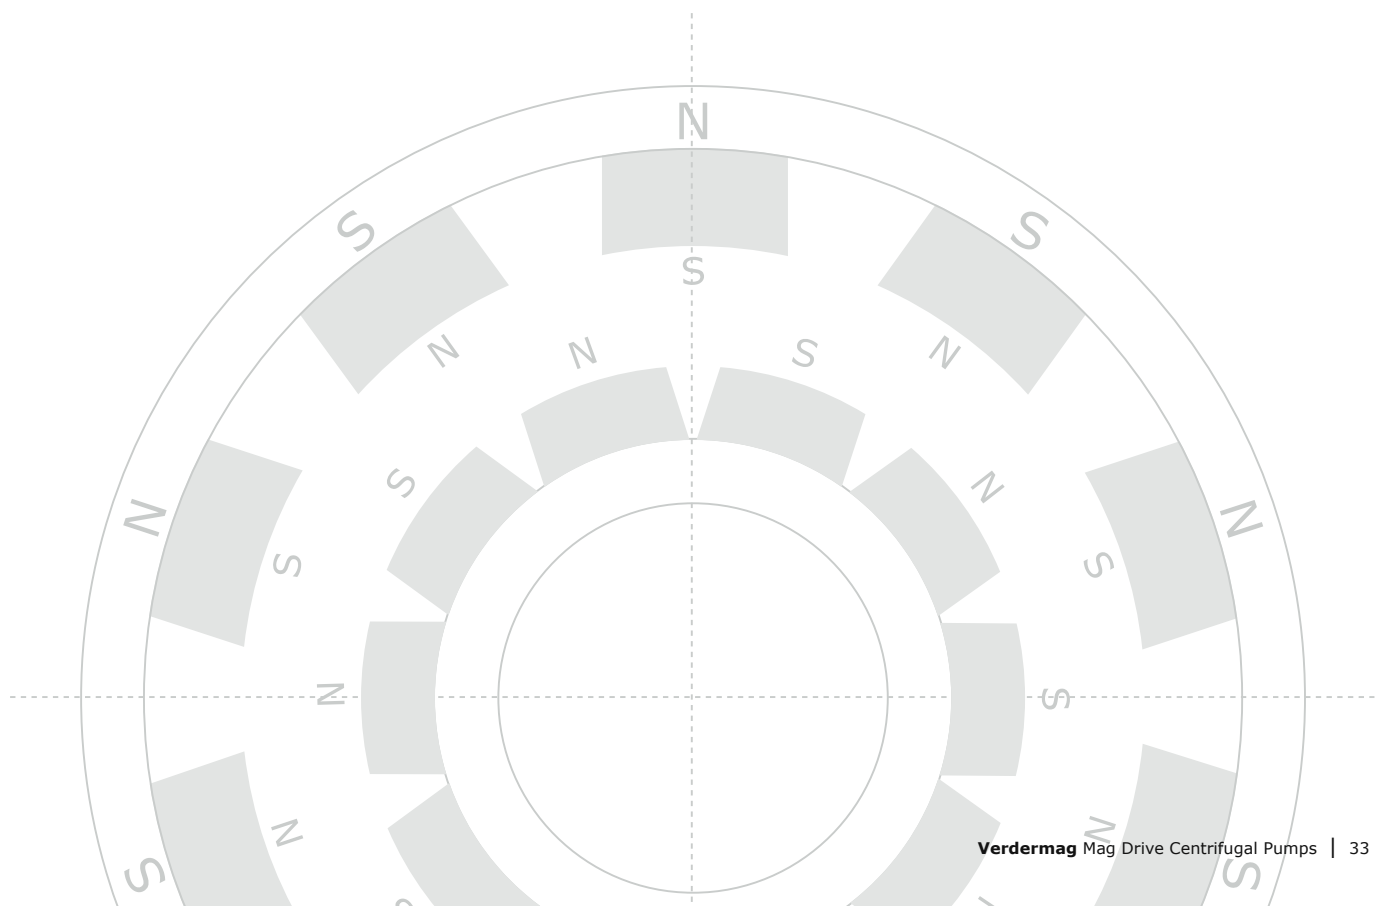 N
S S
S
N N N S
S N
N N
S S
N S
N N
Verdermag Mag Drive Centrifugal Pumps | 33
S S